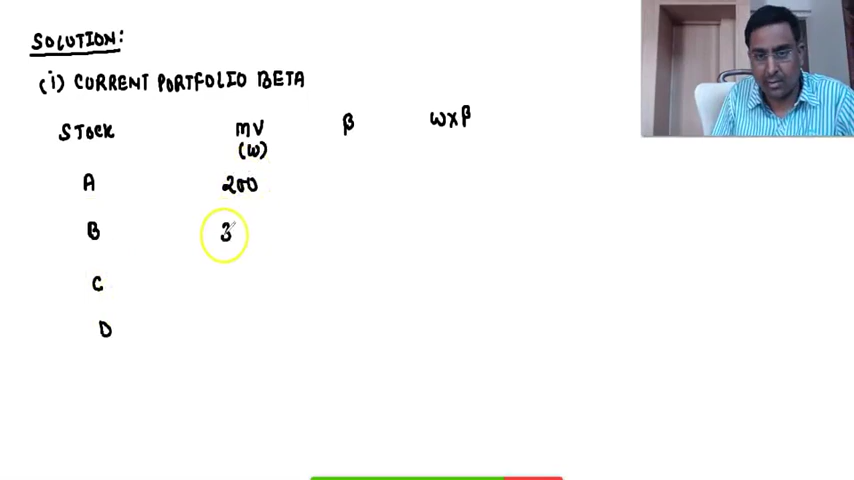 SOLUTION:
(i) CURRENT PORTFOLIO BETA
STOCK MV β W×β
(W)
A 200
B 3
C
D